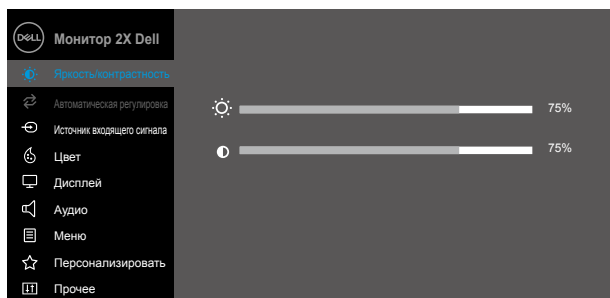 DELL Монитор 2X Dell
Яркость/контрастность
Автоматическая регулировка
75%
Источник входящего сигнала
75%
Цвет
Дисплей
Аудио
Меню
Персонализировать
Прочее